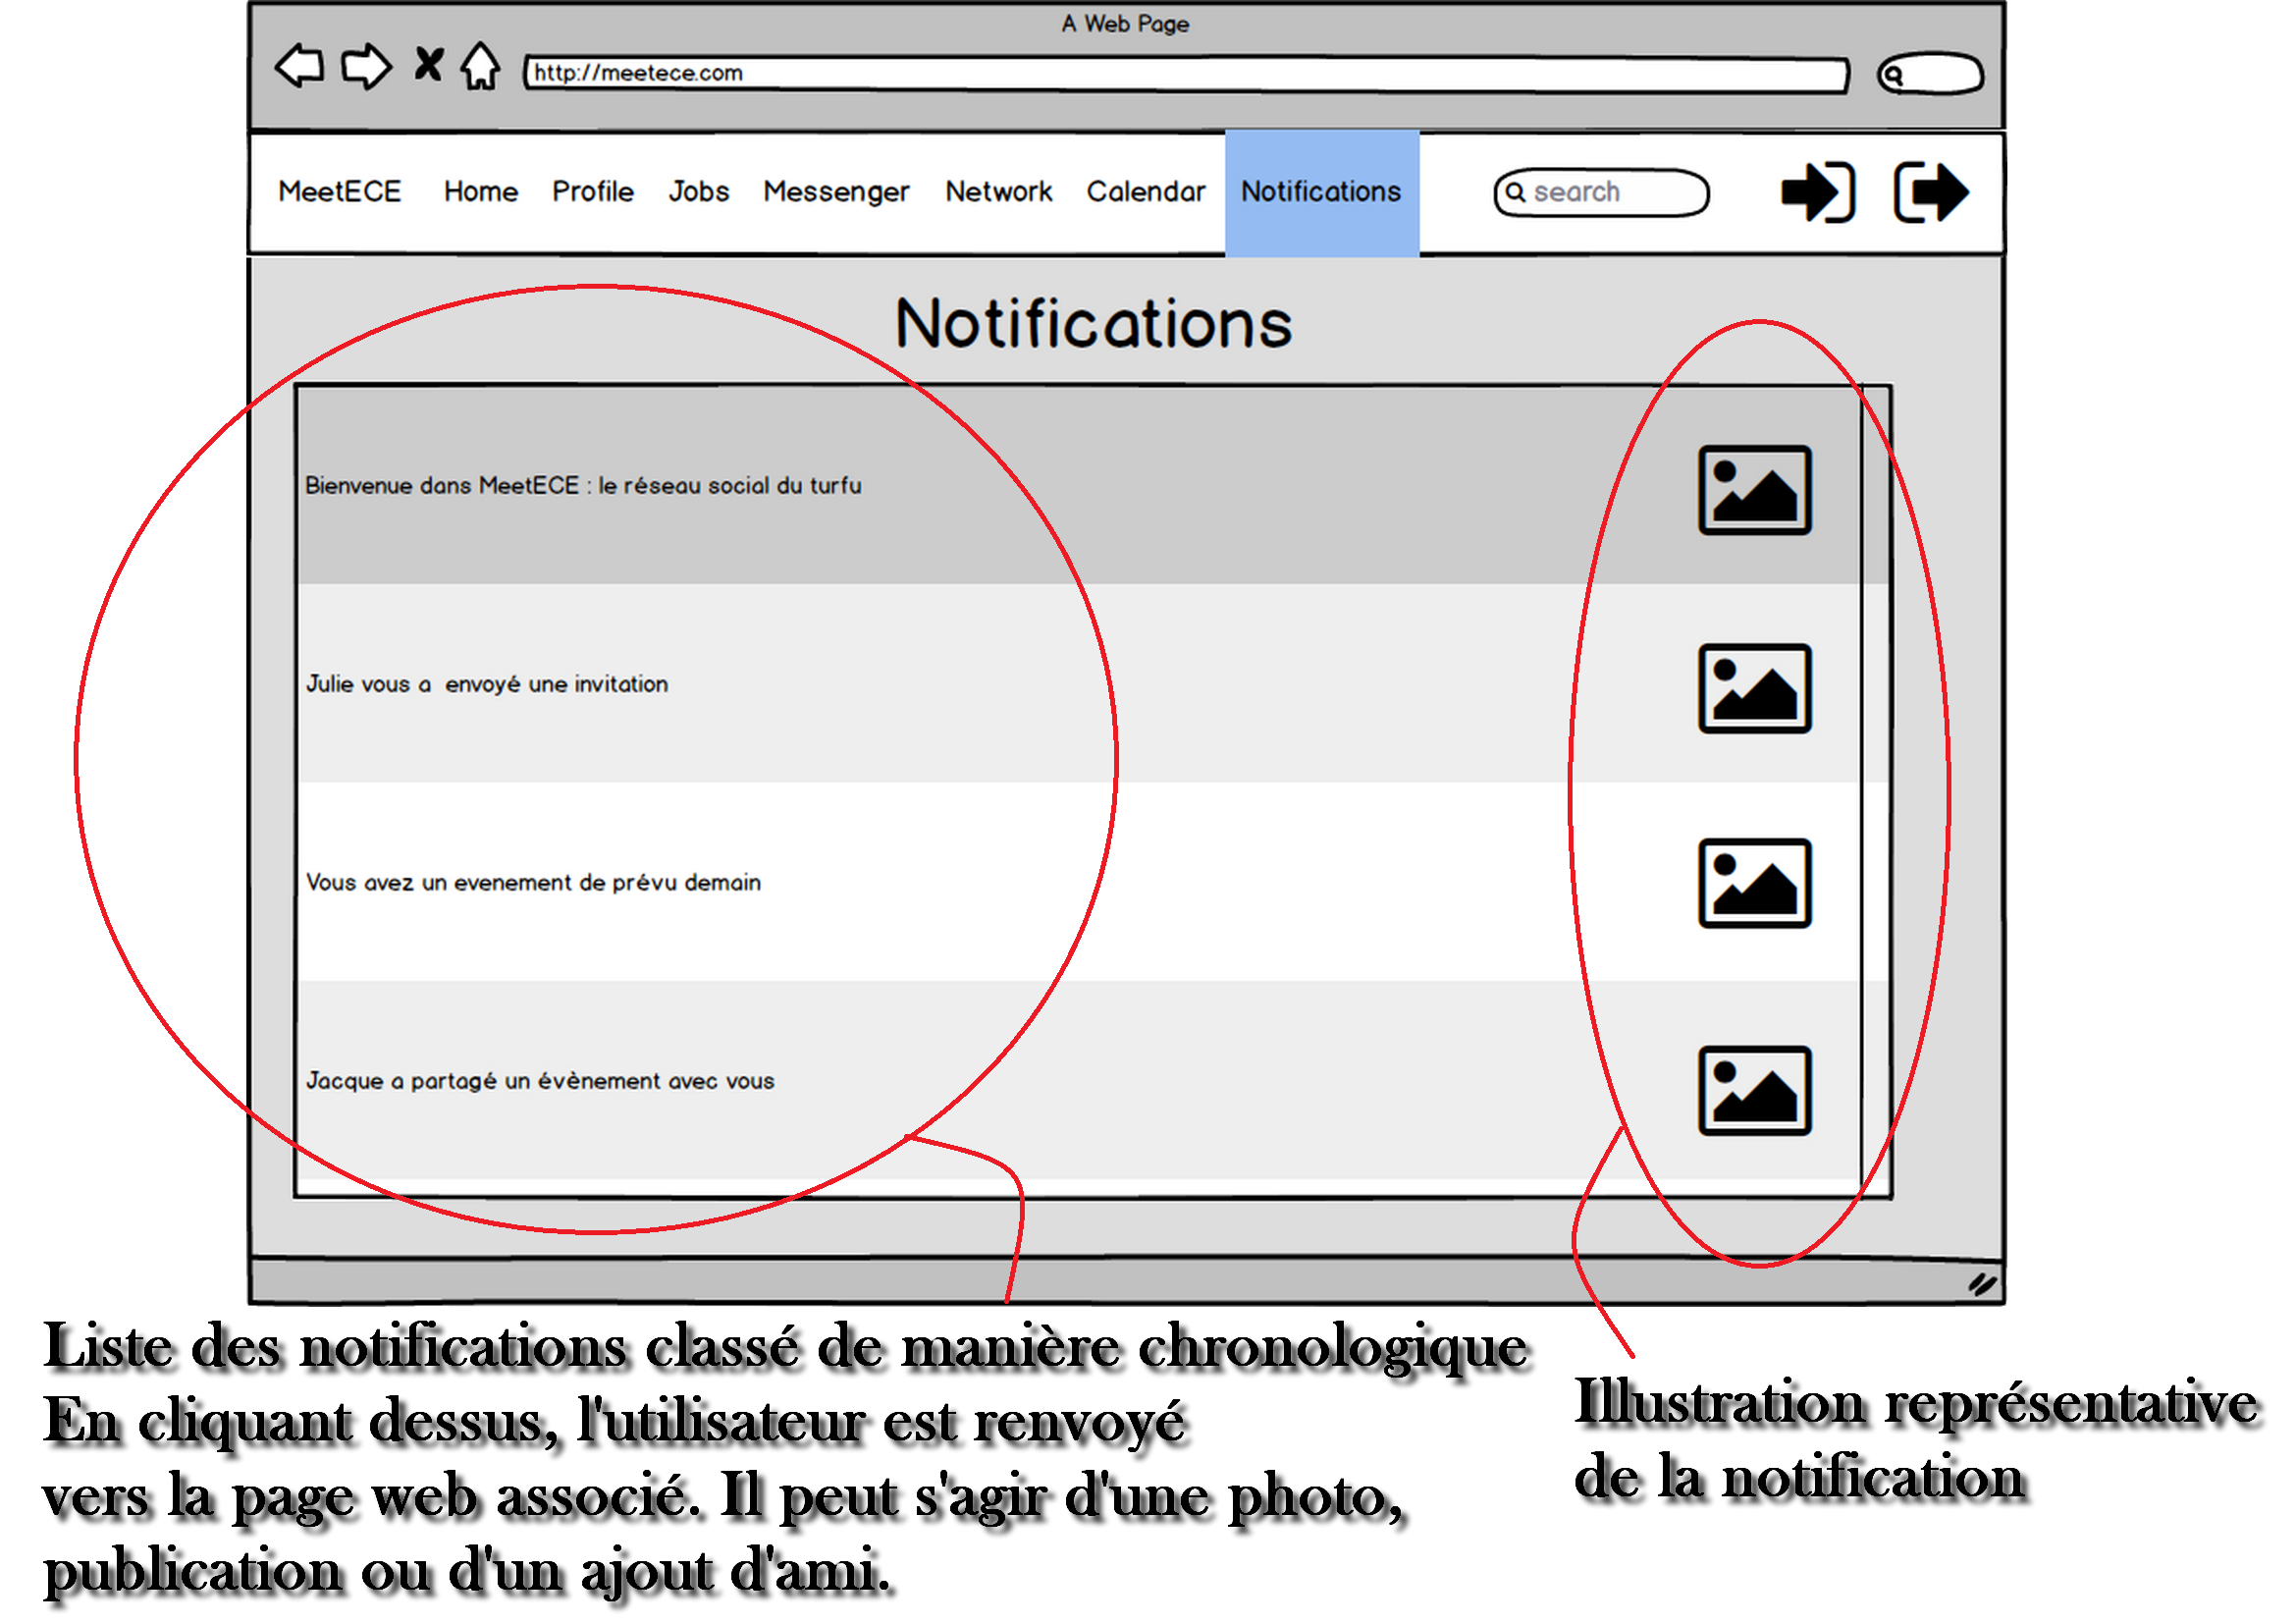 A Web Page
http://meetece.com
MeetECE Home Profile Jobs Messenger Network Calendar Notifications search
Notifications
Bienvenue dans MeetECE : le réseau social du turfu
Julie vous a envoyé une invitation
Vous avez un evenement de prévu demain
Jacque a partagé un évènement avec vous
Liste des notifications classé de manière chronologique
En cliquant dessus, l'utilisateur est renvoyé
vers la page web associé. Il peut s'agir d'une photo,
publication ou d'un ajout d'ami.
Illustration représentative
de la notification